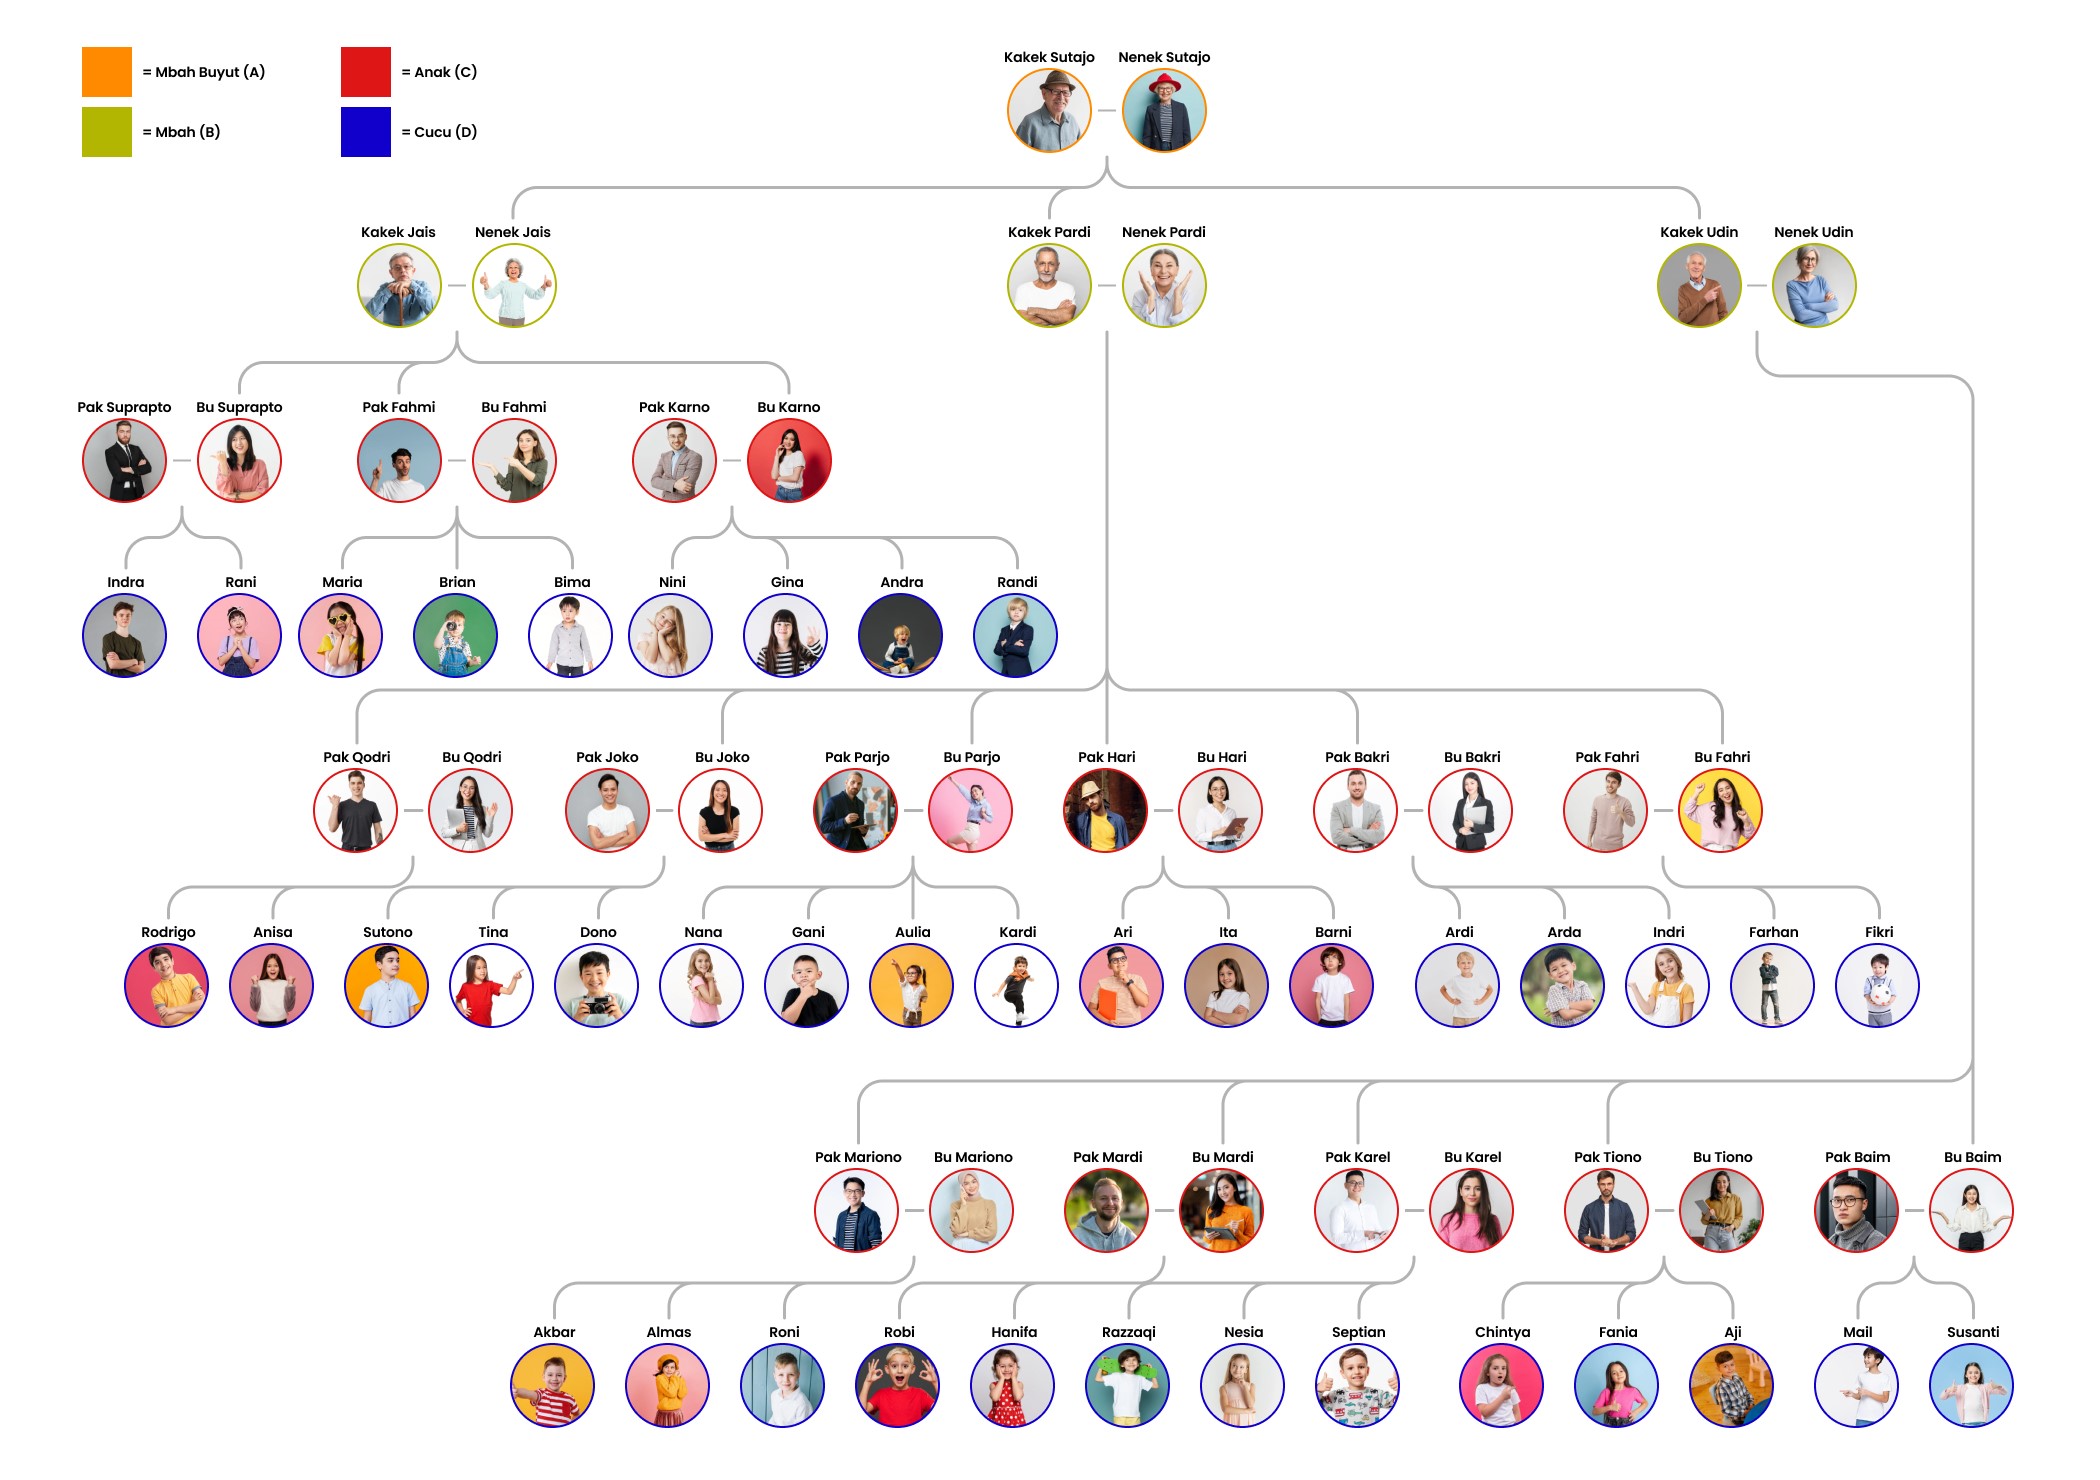 = Mbah Buyut (A)
= Anak (C)
= Mbah (B)
= Cucu (D)
Kakek Sutajo
Nenek Sutajo
Kakek Jais
Nenek Jais
Kakek Pardi
Nenek Pardi
Kakek Udin
Nenek Udin
Pak Suprapto
Bu Suprapto
Pak Fahmi
Bu Fahmi
Pak Karno
Bu Karno
Indra
Rani
Maria
Brian
Bima
Nini
Gina
Andra
Randi
Pak Qodri
Bu Qodri
Pak Joko
Bu Joko
Pak Parjo
Bu Parjo
Pak Hari
Bu Hari
Pak Bakri
Bu Bakri
Pak Fahri
Bu Fahri
Rodrigo
Anisa
Sutono
Tina
Dono
Nana
Gani
Aulia
Kardi
Ari
Ita
Barni
Ardi
Arda
Indri
Farhan
Fikri
Pak Mariono
Bu Mariono
Pak Mardi
Bu Mardi
Pak Karel
Bu Karel
Pak Tiono
Bu Tiono
Pak Baim
Bu Baim
Akbar
Almas
Roni
Robi
Hanifa
Razzaqi
Nesia
Septian
Chintya
Fania
Aji
Mail
Susanti